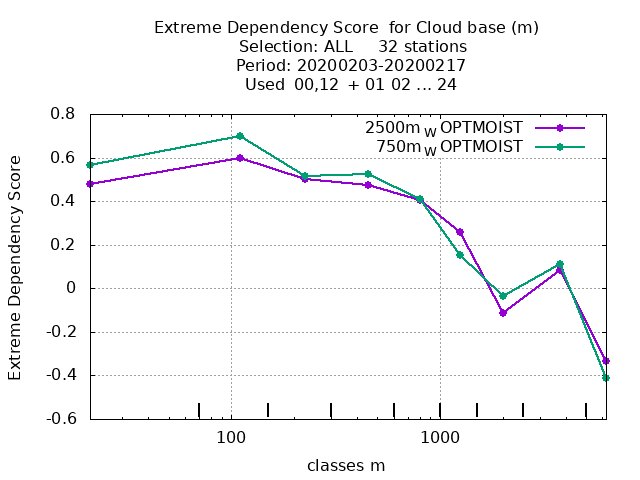 Extreme Dependency Score  for Cloud base (m)
Selection: ALL     32 stations
Period: 20200203-20200217
Used  00,12  + 01 02 ... 24
2500m W OPTMOIST
750m W OPTMOIST
Extreme Dependency Score
0.8
0.6
0.4
0.2
0
-0.2
-0.4
-0.6
100 1000
classes m